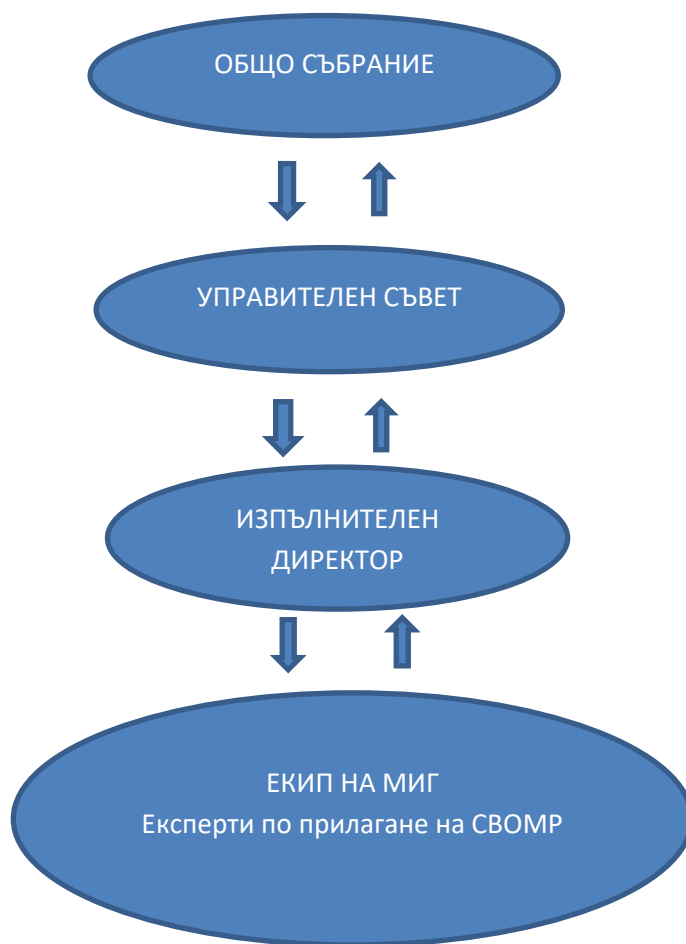 ОБЩО СЪБРАНИЕ
УПРАВИТЕЛЕН СЪВЕТ
ИЗПЪЛНИТЕЛЕН
ДИРЕКТОР
ЕКИП НА МИГ
Експерти по прилагане на СВОМР